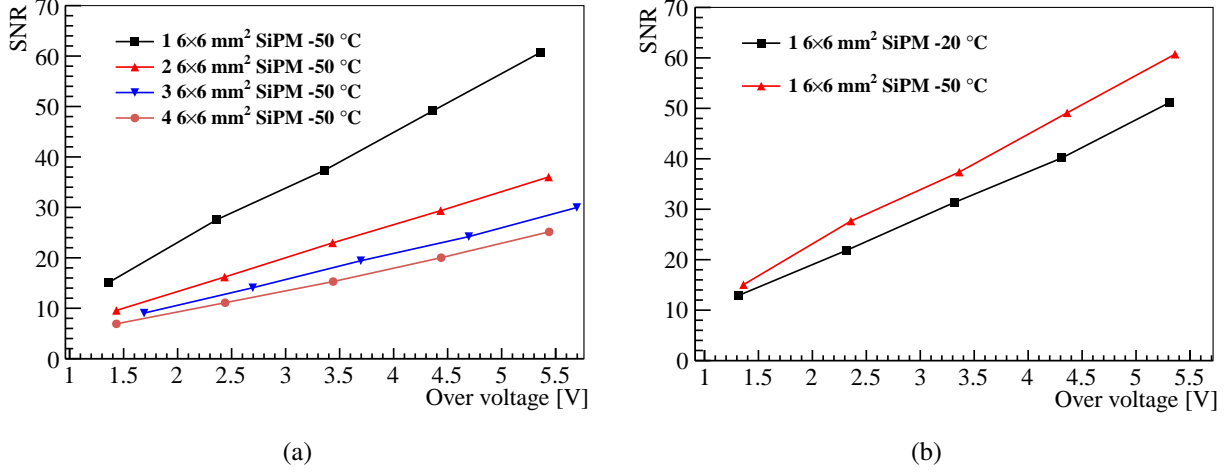 SNR
70
60
50
40
30
20
10
0
1 6×6 mm² SiPM -50 °C
2 6×6 mm² SiPM -50 °C
3 6×6 mm² SiPM -50 °C
4 6×6 mm² SiPM -50 °C
1 1.5 2 2.5 3 3.5 4 4.5 5 5.5
Over voltage [V]
(a)
SNR
70
60
50
40
30
20
10
0
1 6×6 mm² SiPM -20 °C
1 6×6 mm² SiPM -50 °C
1 1.5 2 2.5 3 3.5 4 4.5 5 5.5
Over voltage [V]
(b)